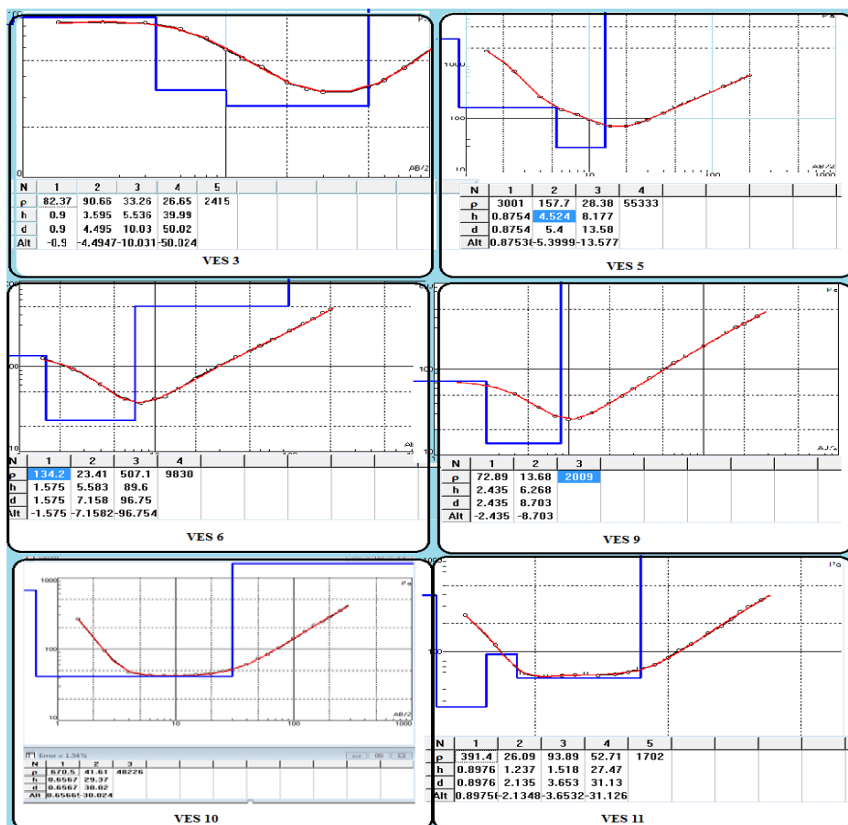 Pa
0
AB/2
N 1 2 3 4 5
ρ 82.37 90.66 33.26 26.65 2415
h 0.9 3.595 5.536 39.99
d 0.9 4.495 10.03 50.02
Alt -0.9 -4.4947 -10.031 -50.024
VES 3
1000
100
10
10 100 1000
N 1 2 3 4
ρ 3001 157.7 28.38 55333
h 0.8754 4.524 8.177
d 0.8754 5.4 13.58
Alt -5.3999 -13.577
VES 5
100
10
N 1 2 3 4
ρ 134.2 23.41 507.1 9830
h 1.575 5.583 89.6
d 1.575 7.158 96.75
Alt -1.575 -7.1582 -96.754
VES 6
Pa
100
10
N 1 2 3
ρ 72.89 13.68 2009
h 2.435 6.268
d 2.435 8.703
Alt -2.435 -8.703
VES 9
1000
Pa
100
AB/2
10
10 100 1000
Error = 1.34%
N 1 2 3
ρ 670.5 41.61 48226
h 0.6567 29.37
d 0.6567 30.02
Alt -30.024
VES 10
Pa
100
N 1 2 3 4 5
ρ 391.4 26.09 93.89 52.71 1702
h 0.8976 1.237 1.518 27.47
d 0.8976 2.135 3.653 31.13
Alt -2.1348 -3.6532 -31.126
VES 11